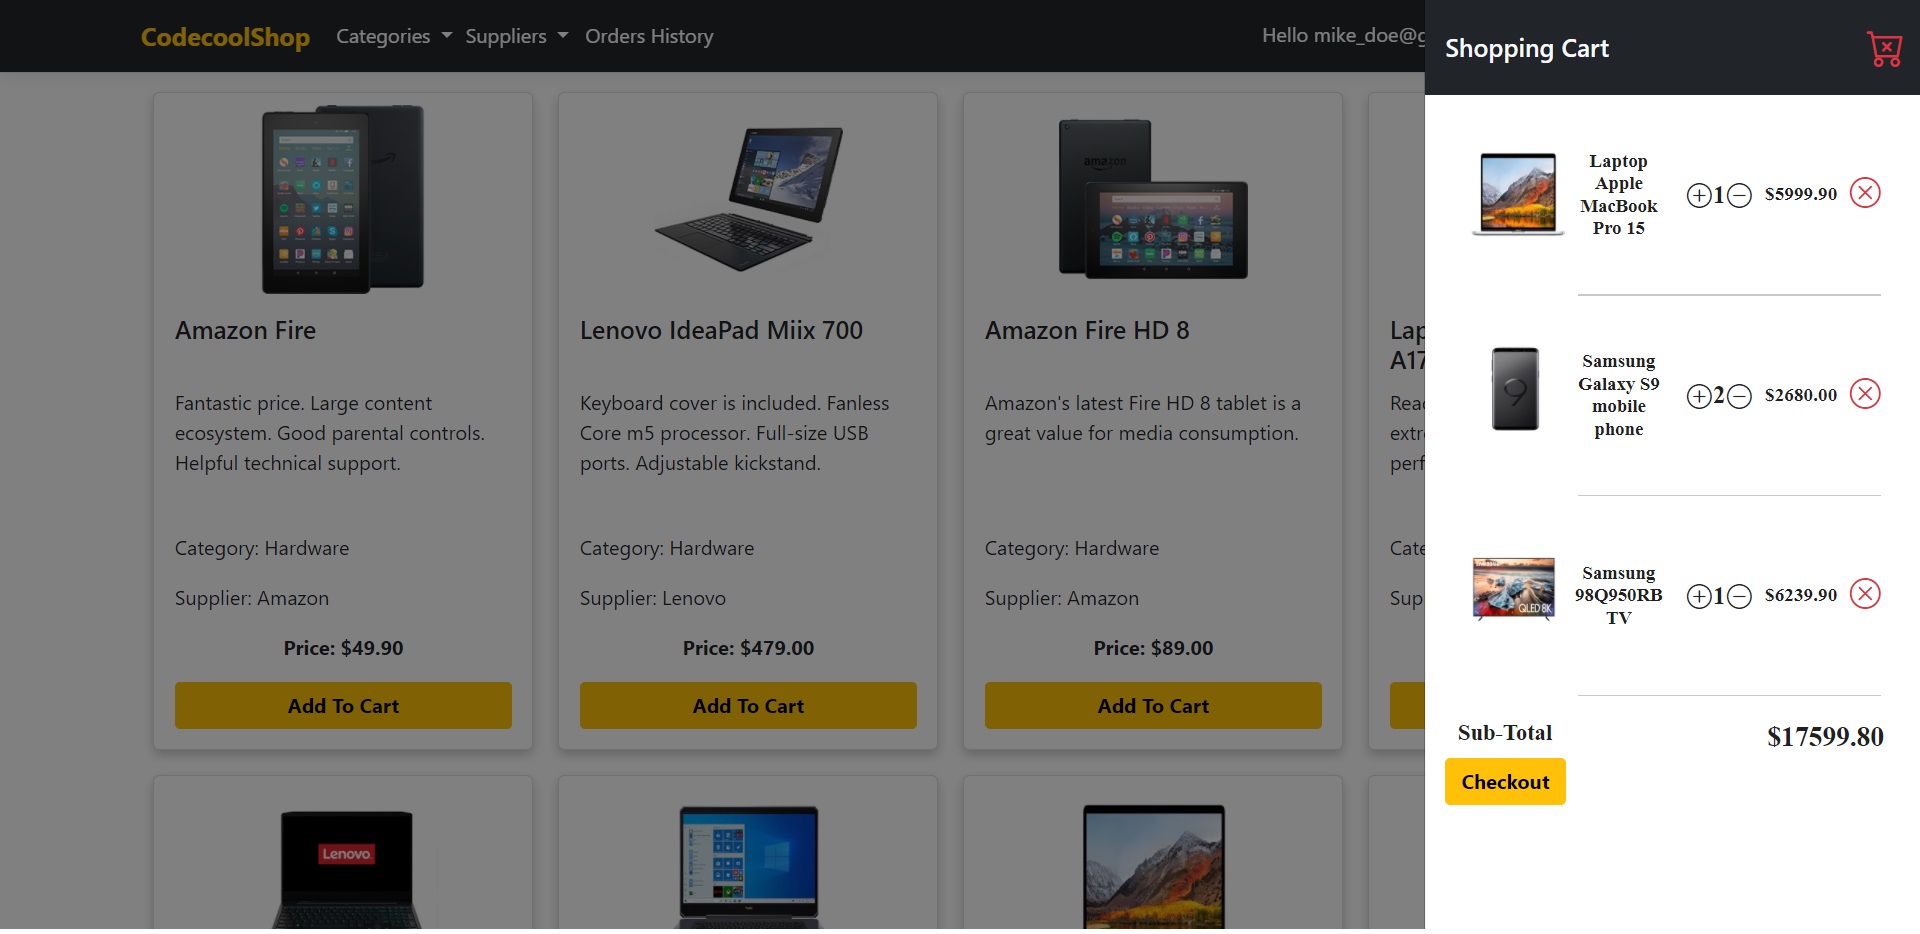 CodecoolShop Categories Suppliers Orders History Hello mike_doe@g
Shopping Cart
Amazon Fire
Fantastic price. Large content
ecosystem. Good parental controls.
Helpful technical support.
Category: Hardware
Supplier: Amazon
Price: $49.90
Add To Cart
Lenovo IdeaPad Miix 700
Keyboard cover is included. Fanless
Core m5 processor. Full-size USB
ports. Adjustable kickstand.
Category: Hardware
Supplier: Lenovo
Price: $479.00
Add To Cart
amazon
Amazon Fire HD 8
Amazon's latest Fire HD 8 tablet is a
great value for media consumption.
Category: Hardware
Supplier: Amazon
Price: $89.00
Add To Cart
Lap
A17
Rea
extr
perf
Cate
Sup
Lenovo
Laptop
Apple
MacBook
Pro 15
1 $5999.90
Samsung
Galaxy S9
mobile
phone
2 $2680.00
9
QLED 8K
Samsung
98Q950RB
TV
1 $6239.90
Sub-Total $17599.80
Checkout